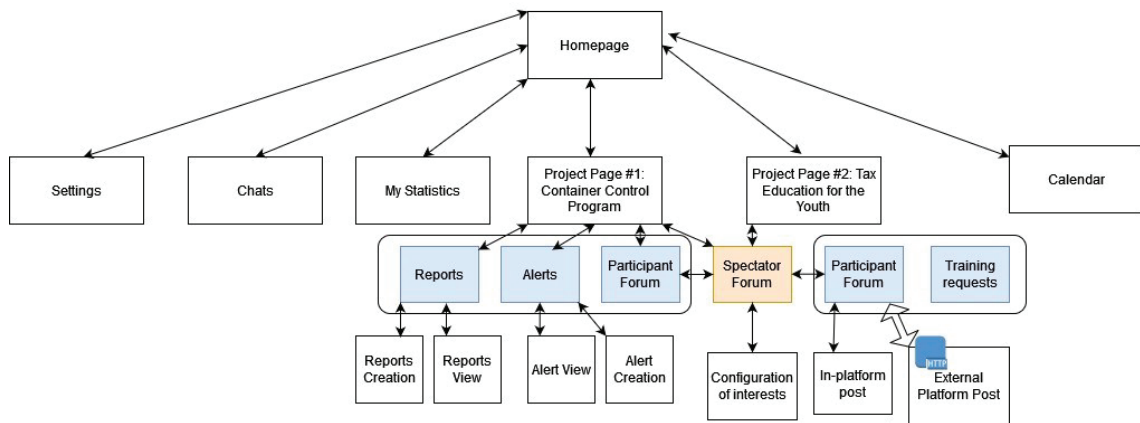 Homepage
Settings
Chats
My Statistics
Project Page #1:
Container Control
Program
Project Page #2: Tax
Education for the
Youth
Calendar
Reports
Alerts
Participant
Forum
Spectator
Forum
Participant
Forum
Training
requests
Reports
Creation
Reports
View
Alert View
Alert
Creation
Configuration
of interests
In-platform
post
HTTP
External
Platform Post